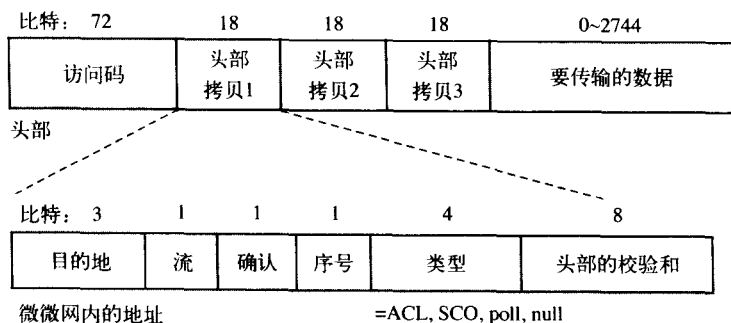 比特： 72 18 18 18 0~2744
访问码 头部 拷贝1 头部 拷贝2 头部 拷贝3 要传输的数据
头部
比特： 3 1 1 1 4 8
目的地 流 确认 序号 类型 头部的校验和
微微网内的地址 =ACL, SCO, poll, null